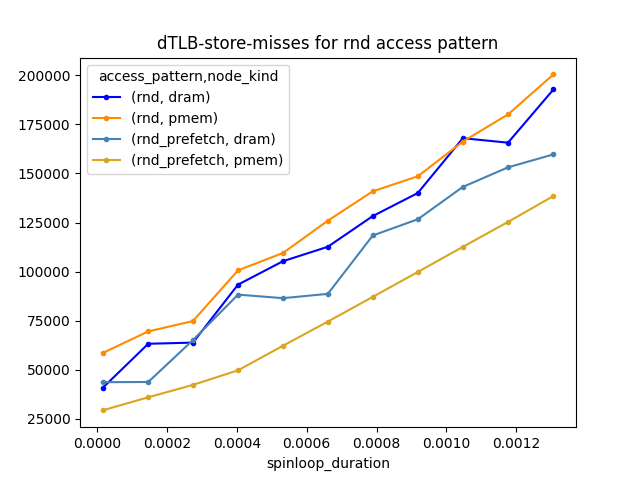 dTLB-store-misses for rnd access pattern
access_pattern,node_kind
(rnd, dram)
(rnd, pmem)
(rnd_prefetch, dram)
(rnd_prefetch, pmem)
200000
175000
150000
125000
100000
75000
50000
25000
0.0000 0.0002 0.0004 0.0006 0.0008 0.0010 0.0012
spinloop_duration